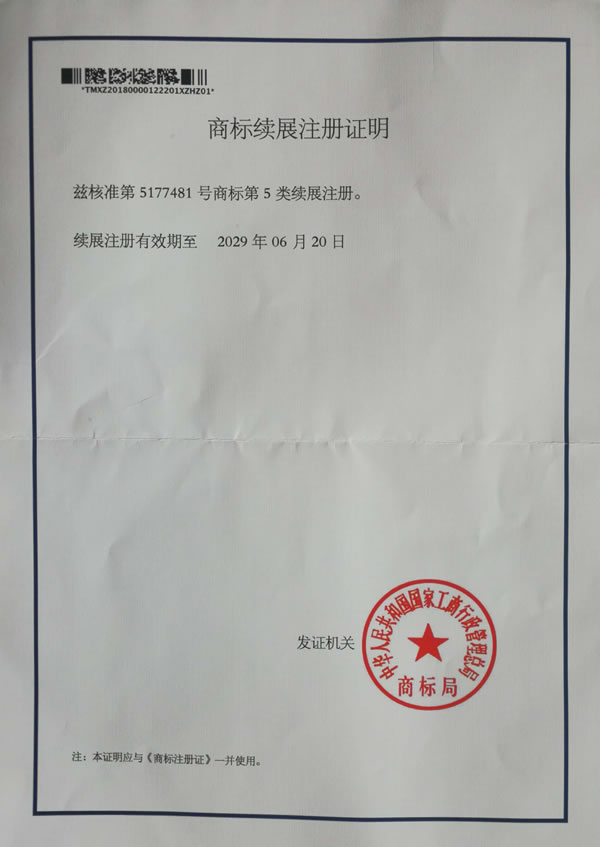 *TMXZ20180000122201XZHZ01*
商标续展注册证明
兹核准第 5177481 号商标第 5 类续展注册。
续展注册有效期至 2029 年 06 月 20 日
发证机关
中华人民共和国国家工商行政管理总局
商标局
注：本证明应与《商标注册证》一并使用。